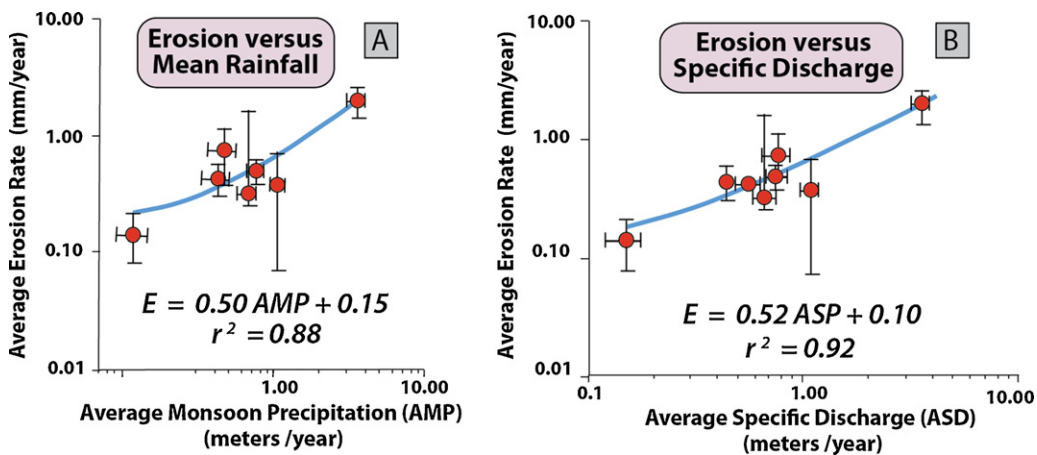 Erosion versus
Mean Rainfall
A
10.00
1.00
0.10
0.01
Average Erosion Rate (mm/year)
E = 0.50 AMP + 0.15
r² = 0.88
1.00
10.00
Average Monsoon Precipitation (AMP)
(meters /year)
Erosion versus
Specific Discharge
B
10.00
1.00
0.10
0.01
Average Erosion Rate (mm/year)
E = 0.52 ASP + 0.10
r² = 0.92
0.1
1.00
10.00
Average Specific Discharge (ASD)
(meters /year)